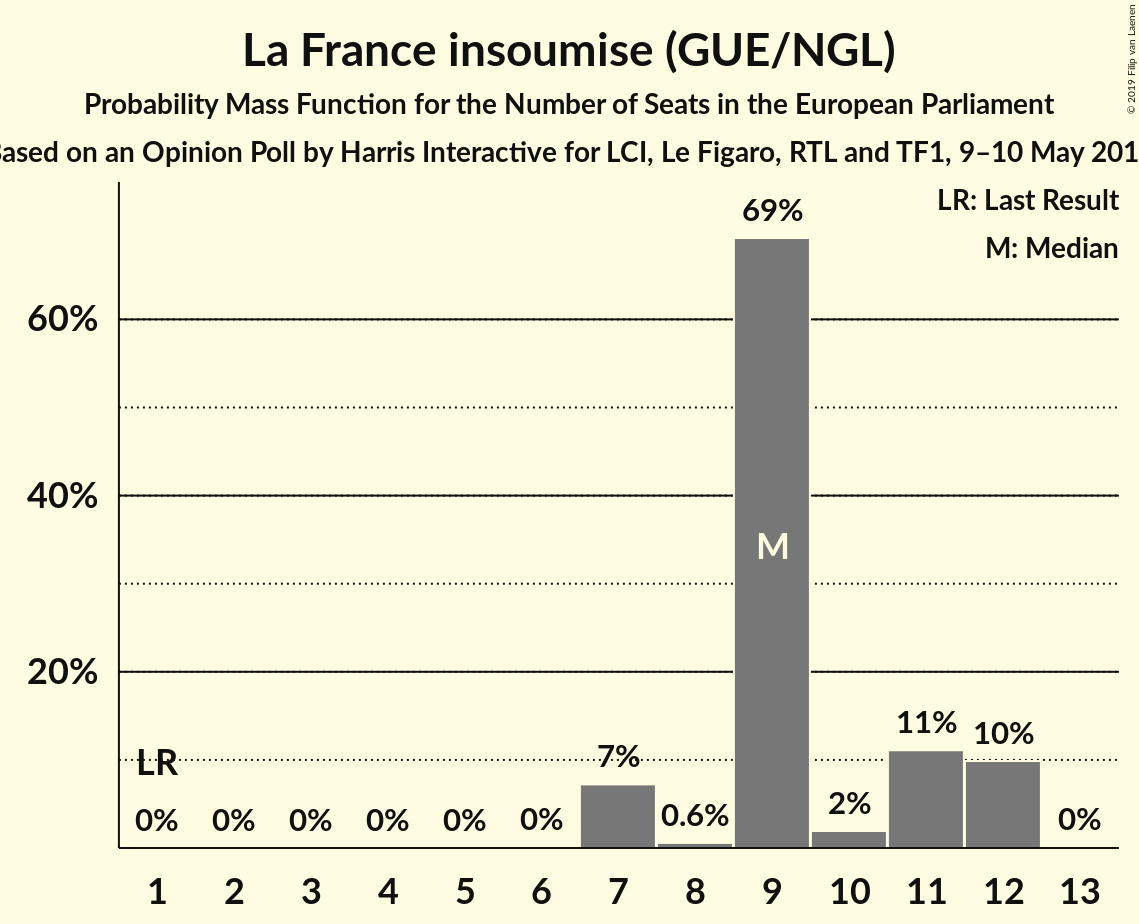 © 2019 Filip van Laenen
La France insoumise (GUE/NGL)
Probability Mass Function for the Number of Seats in the European Parliament
Based on an Opinion Poll by Harris Interactive for LCI, Le Figaro, RTL and TF1, 9–10 May 201
LR: Last Result
M: Median
69%
60%
40%
M
20%
LR
7%
11%
10%
0%
0%
0%
0%
0%
0%
0.6%
2%
0%
1 2 3 4 5 6 7 8 9 10 11 12 13